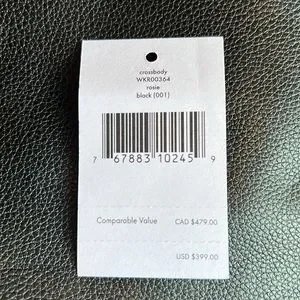 crossbody
WKR00364
rosie
black (001)
7 67883 10245 9
Comparable Value CAD $479.00
USD $399.00